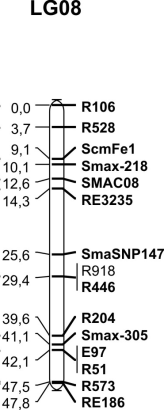 LG08
0,0 R106
3,7 R528
9,1 ScmFe1
10,1 Smax-218
12,6 SMAC08
14,3 RE3235
25,6 SmaSNP147
R918
29,4 R446
39,6 R204
41,1 Smax-305
42,1 E97
R51
47,5 R573
47,8 RE186